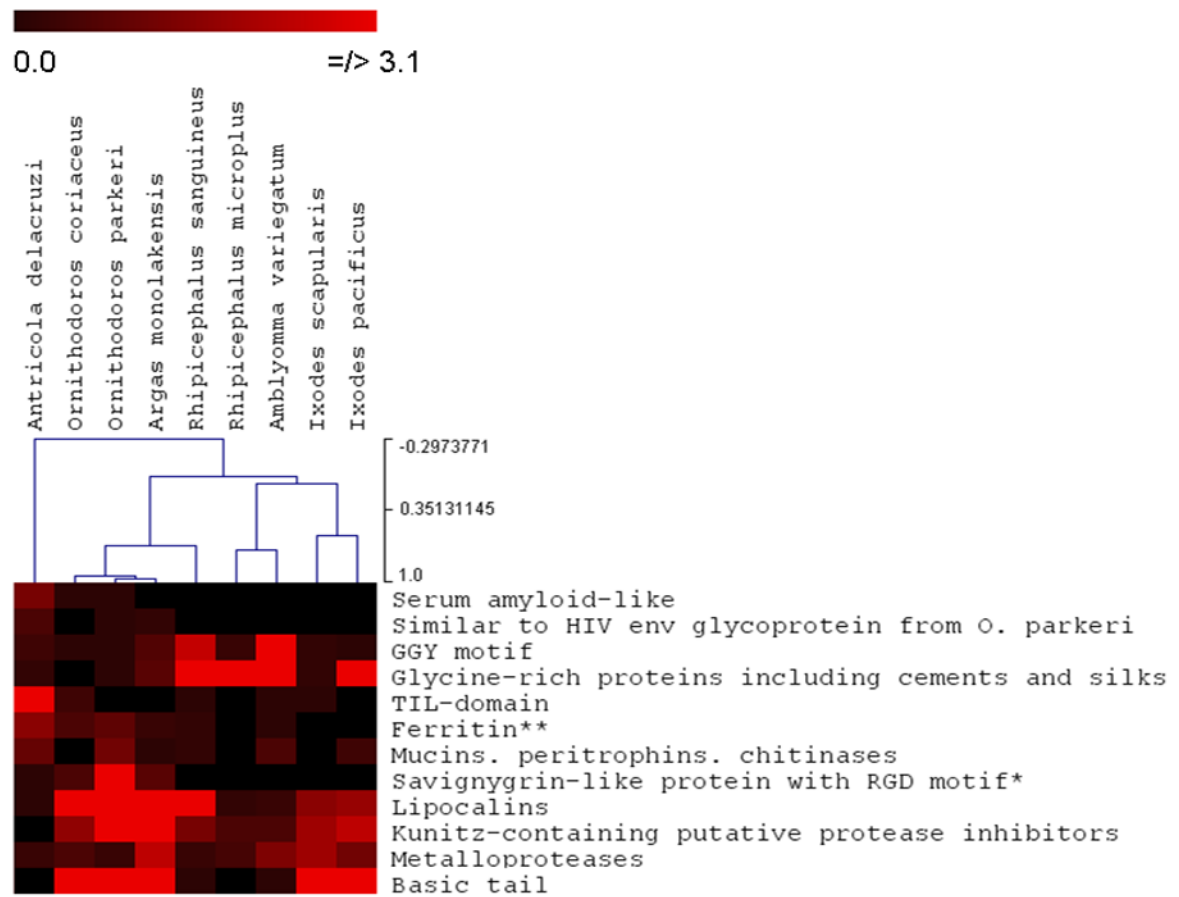 0.0
=/> 3.1
Antricola delacruzi
Ornithodoros coriaceus
Ornithodoros parkeri
Argas monolakensis
Rhipicephalus sanguineus
Rhipicephalus microplus
Amblyomma variegatum
Ixodes scapularis
Ixodes pacificus
-0.2973771
0.35131145
1.0
Serum amyloid-like
Similar to HIV env glycoprotein from O. parkeri
GGY motif
Glycine-rich proteins including cements and silks
TIL-domain
Ferritin**
Mucins. peritrophins. chitinases
Savignygrin-like protein with RGD motif*
Lipocalins
Kunitz-containing putative protease inhibitors
Metalloproteases
Basic tail